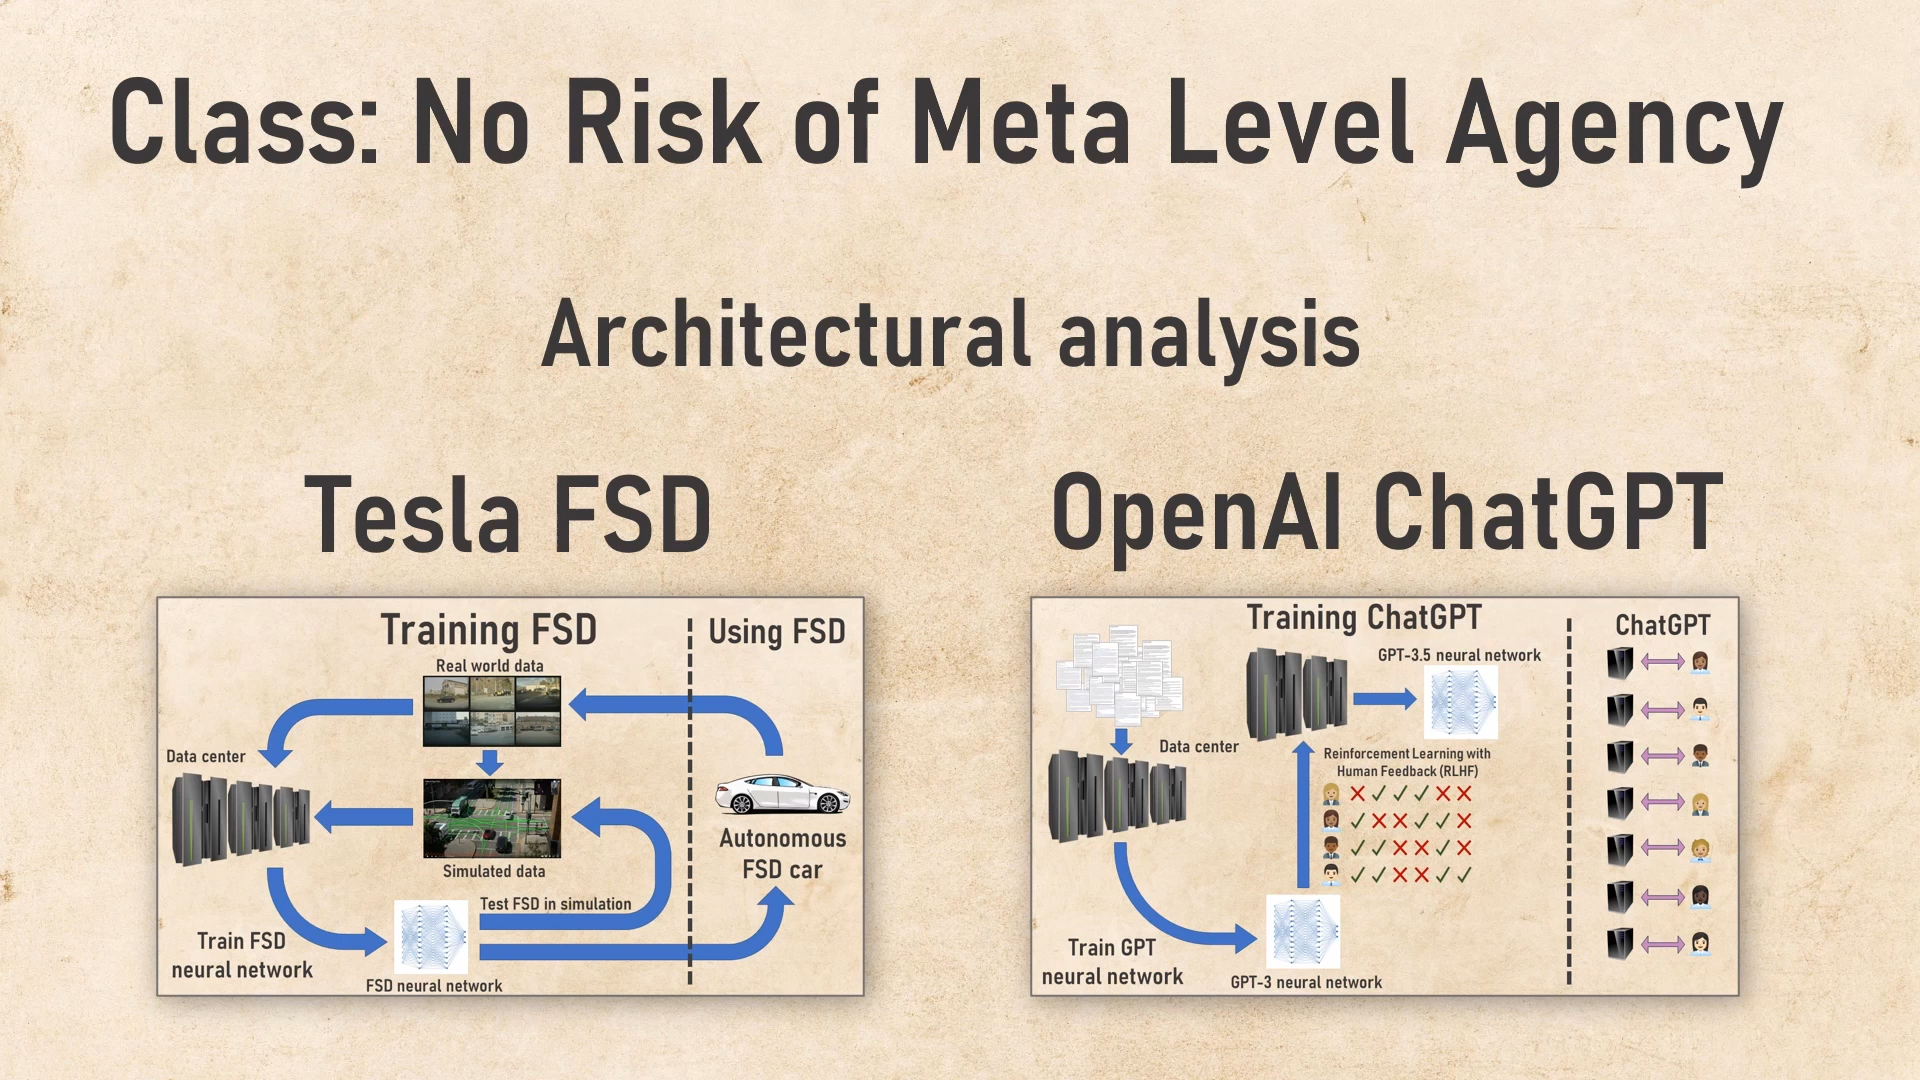 Class: No Risk of Meta Level Agency
Architectural analysis
Tesla FSD
OpenAI ChatGPT
Training FSD
Using FSD
Real world data
Data center
Simulated data
Autonomous
FSD car
Test FSD in simulation
Train FSD
neural network
FSD neural network
Training ChatGPT
ChatGPT
GPT-3.5 neural network
Data center
Reinforcement Learning with
Human Feedback (RLHF)
Train GPT
neural network
GPT-3 neural network